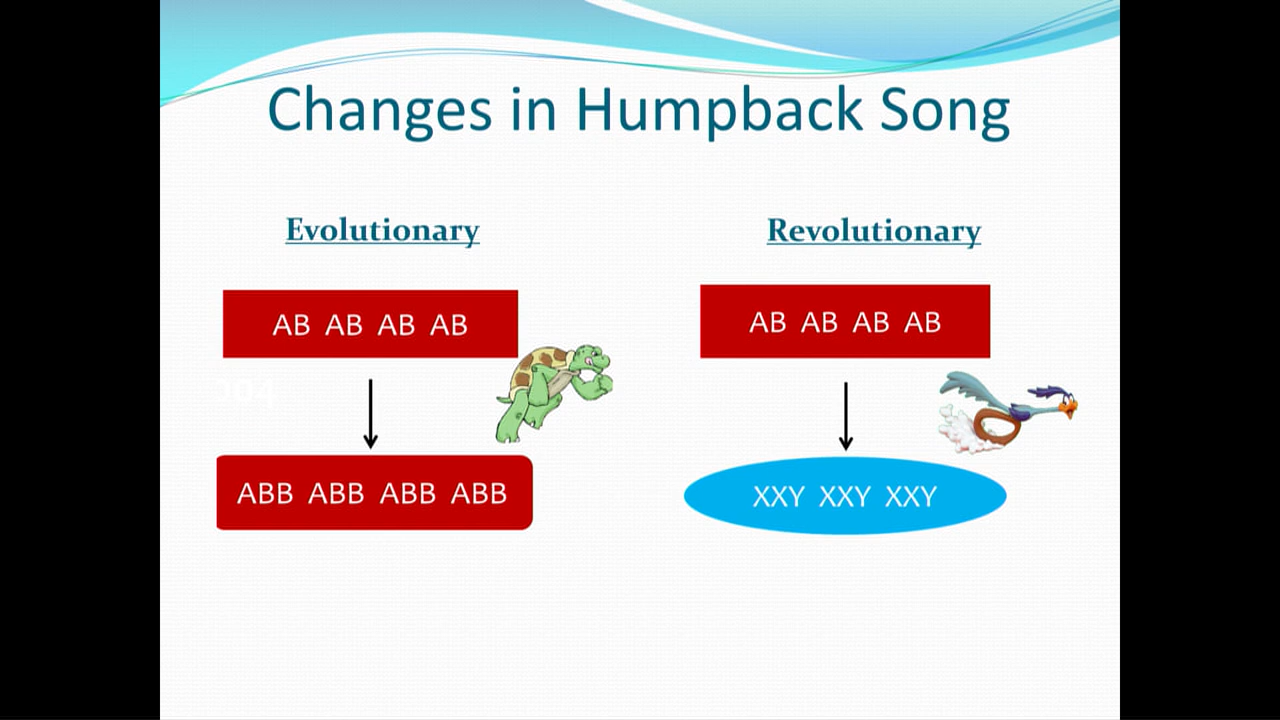 Changes in Humpback Song
Evolutionary
AB AB AB AB
ABB ABB ABB ABB
Revolutionary
AB AB AB AB
XXY XXY XXY